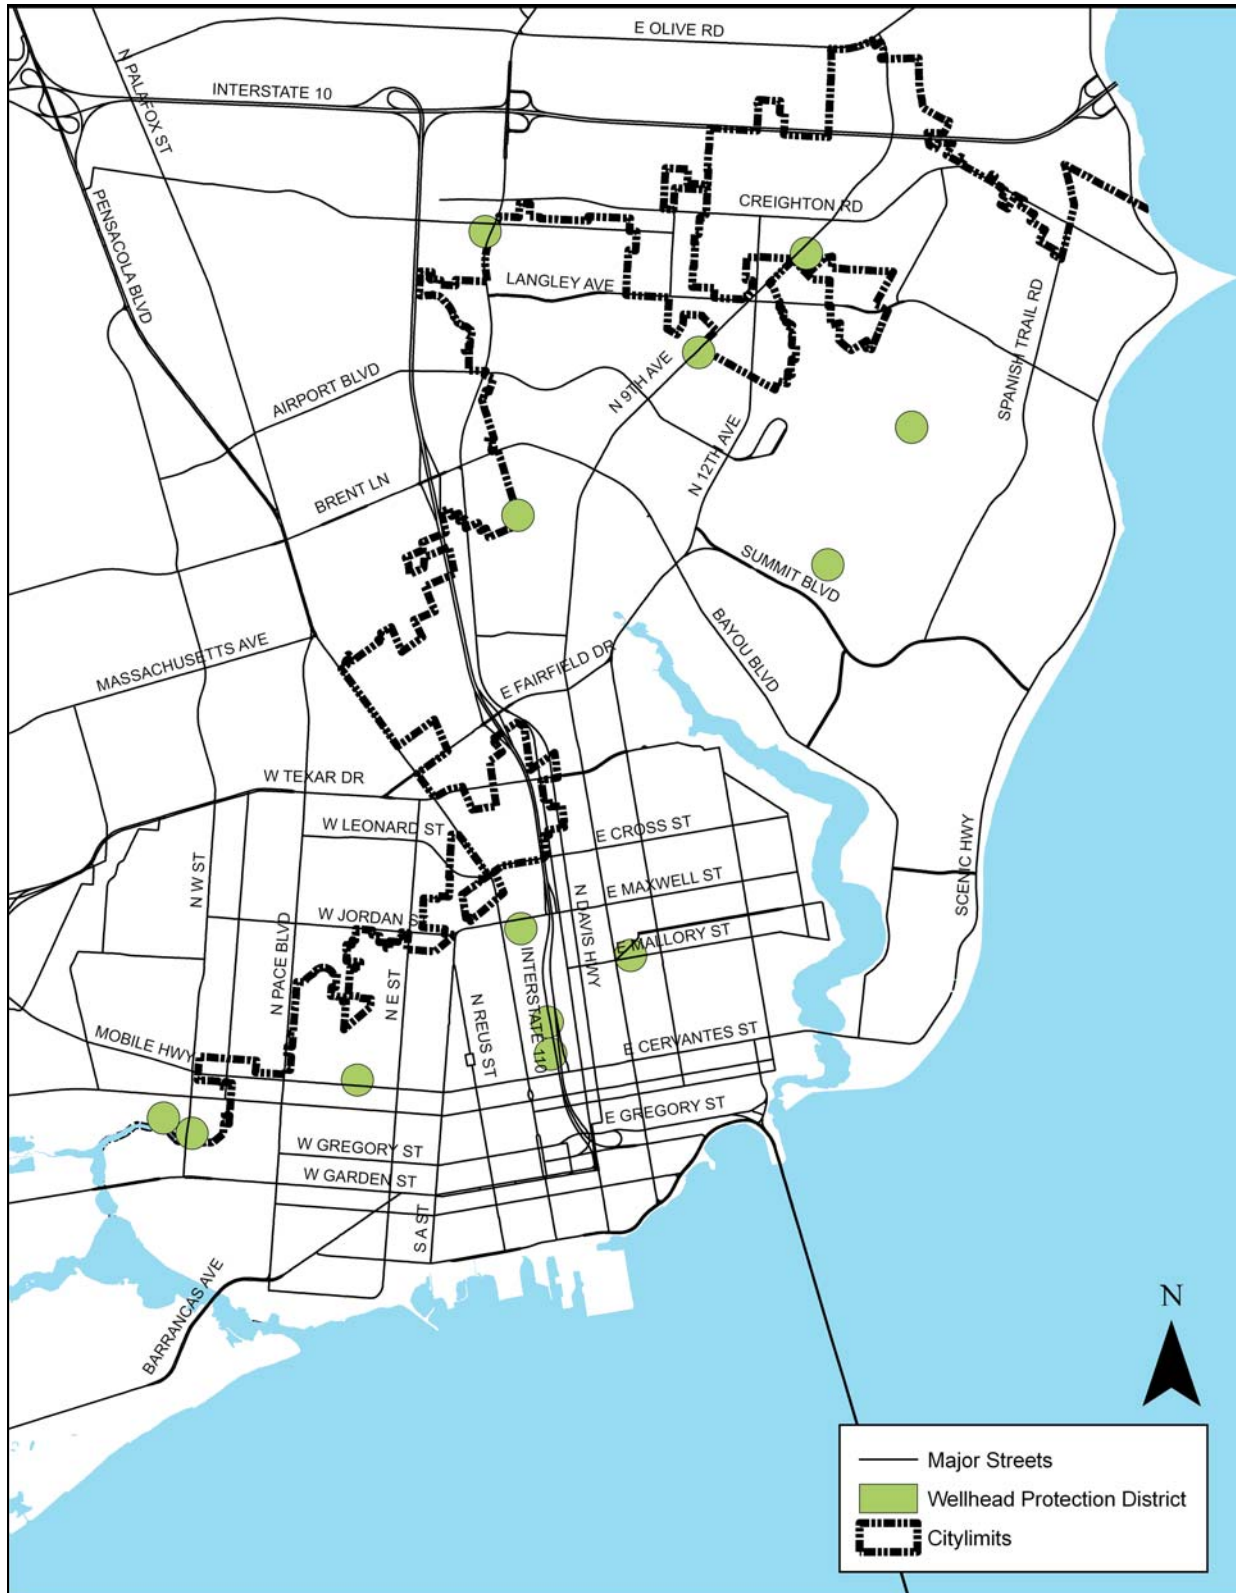 E OLIVE RD
N PALAFOX ST
INTERSTATE 10
PENSACOLA BLVD
CREIGHTON RD
LANGLEY AVE
SPANISH TRAIL RD
AIRPORT BLVD
N 9TH AVE
N 12TH AVE
BRENT LN
SUMMIT BLVD
BAYOU BLVD
MASSACHUSETTS AVE
E FAIRFIELD DR
W TEXAR DR
W LEONARD ST
E CROSS ST
SCENIC HWY
N W ST
E MAXWELL ST
W JORDAN S
N DAVIS HWY
E MALLORY ST
N PACE BLVD
N E ST
N REUS ST
INTERSTATE 110
MOBILE HWY
E CERVANTES ST
E GREGORY ST
W GREGORY ST
W GARDEN ST
S A ST
BARRANCAS AVE
N
Major Streets
Wellhead Protection District
Citylimits